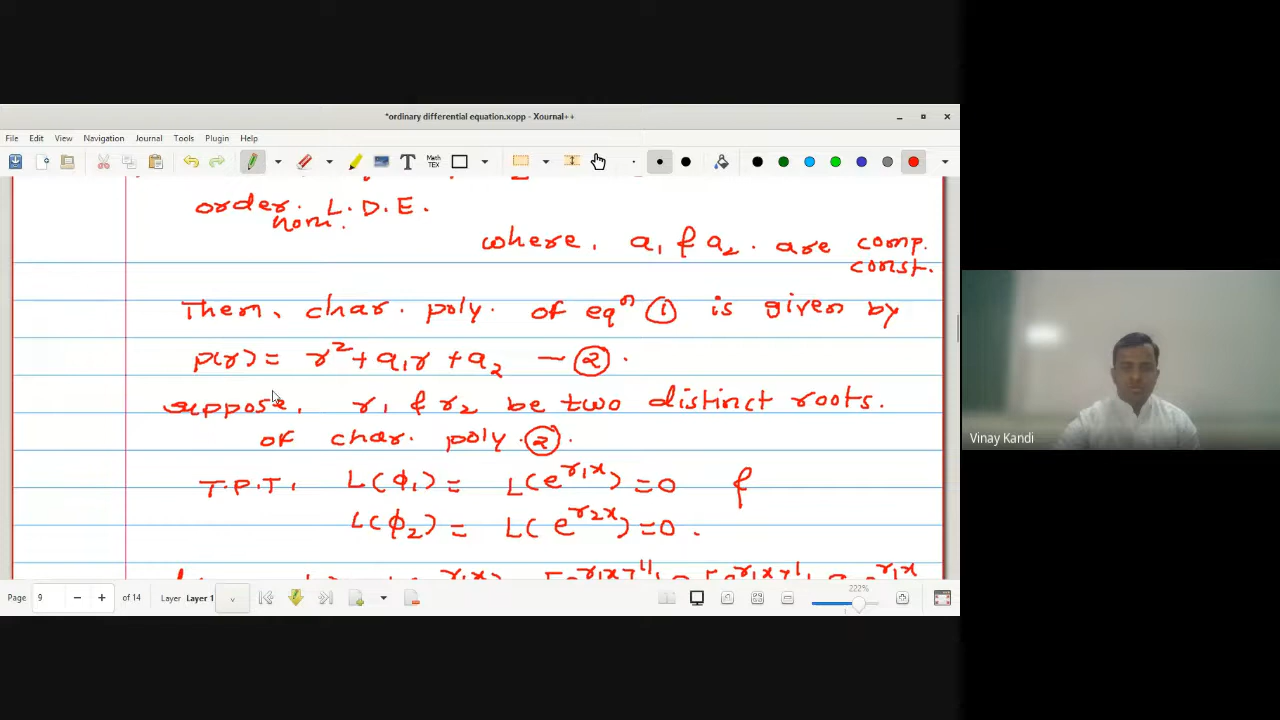 *ordinary differential equation.xopp - Xournal++
File Edit View Navigation Journal Tools Plugin Help
order. L.D.E.
hom.
where, a₁ & a₂ are comp.
const.
Then, char. poly. of eqⁿ ① is given by
p(r) = r² + a₁r + a₂ — ②.
suppose, r₁ & r₂ be two distinct roots.
of char. poly. ②.
T.P.T. L(ϕ₁) = L(e^{r₁x}) = 0 &
L(ϕ₂) = L(e^{r₂x}) = 0.
Page 9 of 14 Layer Layer 1 222%
Vinay Kandi